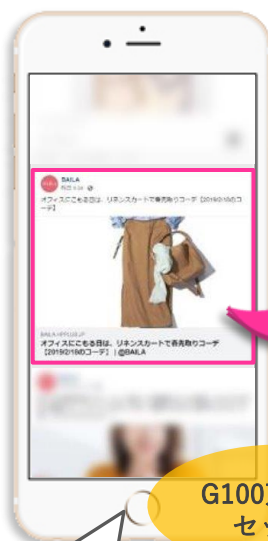 BAILA
オフィスにこもる日は、リネンスカートで春先取りコーデ【2019/2/18のコ
ーデ】
BAILA.HPPLUS.JP
オフィスにこもる日は、リネンスカートで春先取りコーデ
【2019/2/18のコーデ】 | @BAILA
G100
セッ